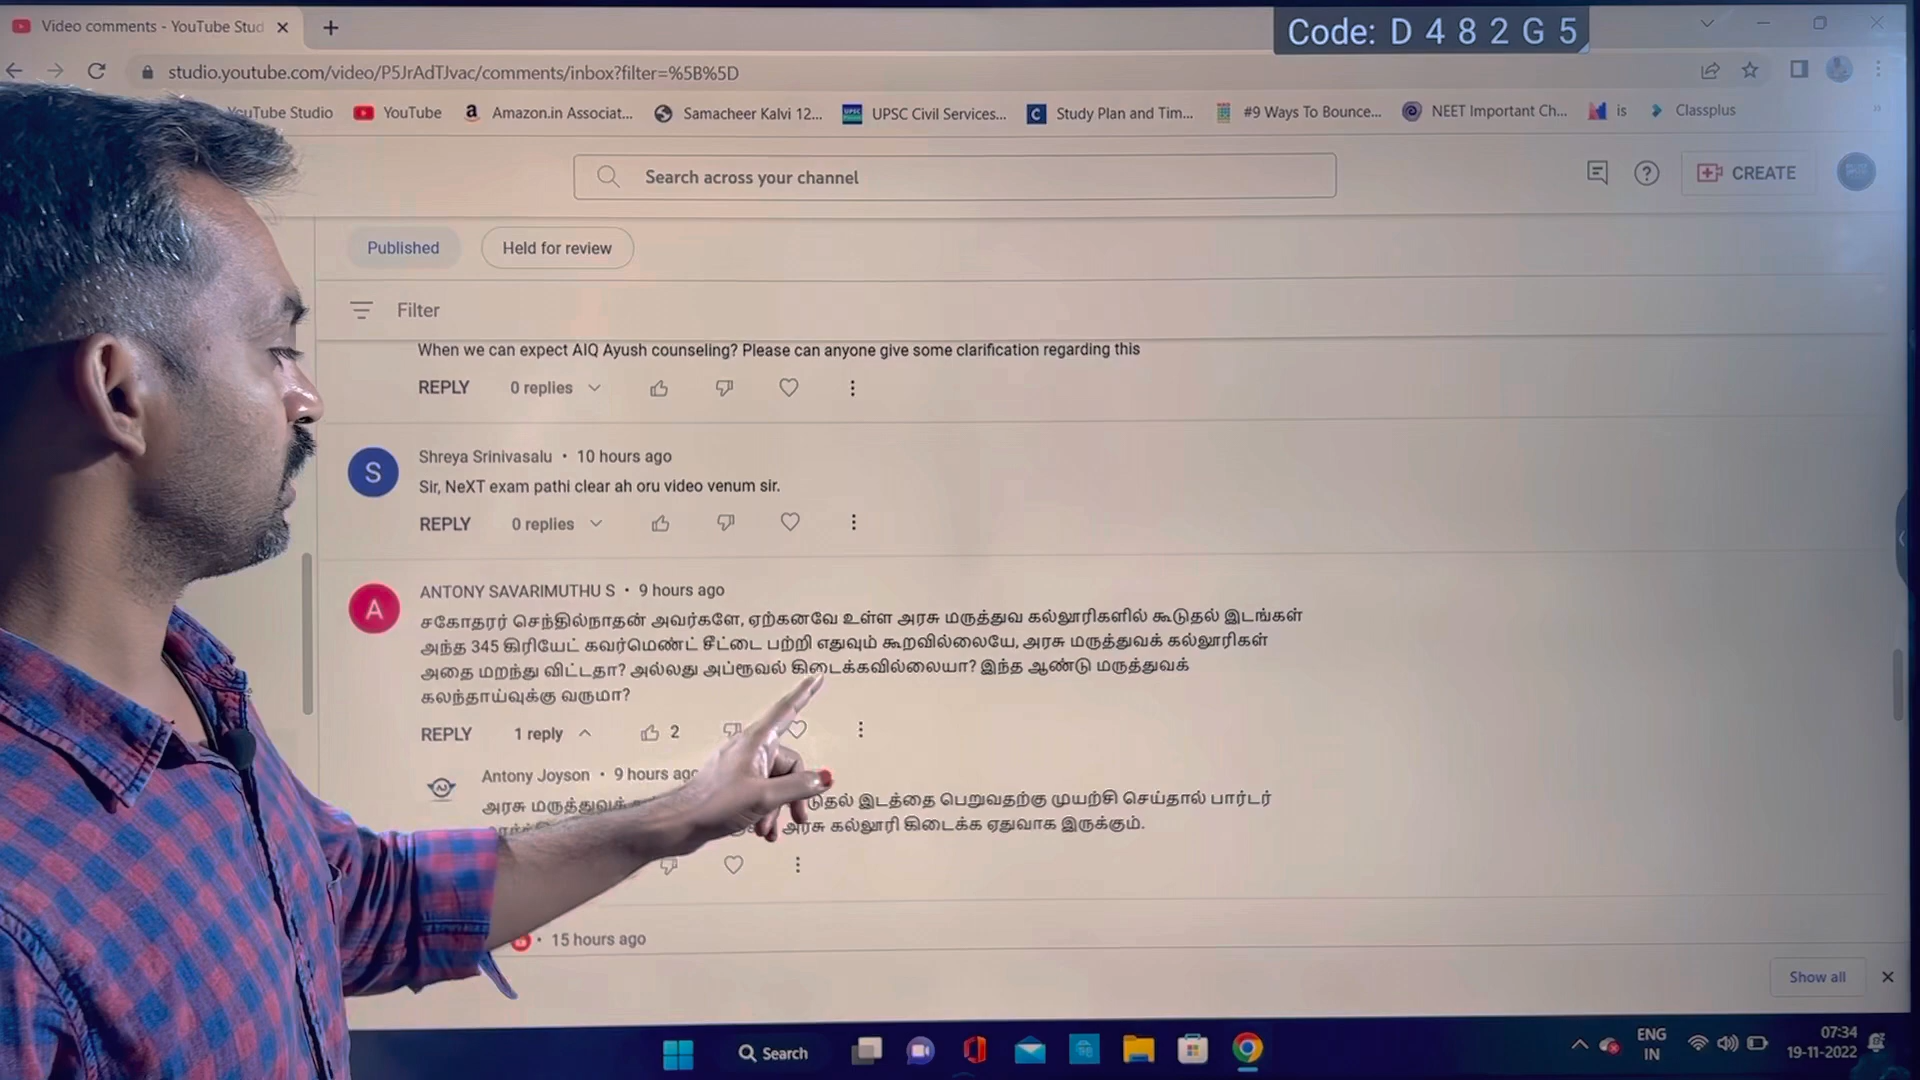 Video comments - YouTube Stud
Code: D 4 8 2 G 5
studio.youtube.com/video/P5JrAdTJvac/comments/inbox?filter=%5B%5D
YouTube Studio YouTube Amazon.in Associat... Samacheer Kalvi 12... UPSC Civil Services... Study Plan and Tim... #9 Ways To Bounce... NEET Important Ch... is Classplus
Search across your channel
CREATE
Published Held for review
Filter
When we can expect AIQ Ayush counseling? Please can anyone give some clarification regarding this
REPLY 0 replies
S
Shreya Srinivasalu • 10 hours ago
Sir, NeXT exam pathi clear ah oru video venum sir.
REPLY 0 replies
A
ANTONY SAVARIMUTHU S • 9 hours ago
சகோதரர் செந்தில்நாதன் அவர்களே, ஏற்கனவே உள்ள அரசு மருத்துவ கல்லூரிகளில் கூடுதல் இடங்கள்
அந்த 345 கிரியேட் கவர்மெண்ட் சீட்டை பற்றி எதுவும் கூறவில்லையே, அரசு மருத்துவக் கல்லூரிகள்
அதை மறந்து விட்டதா? அல்லது அப்ரூவல் கிடைக்கவில்லையா? இந்த ஆண்டு மருத்துவக்
கலந்தாய்வுக்கு வருமா?
REPLY 1 reply 2
Antony Joyson • 9 hours ago
அரசு மருத்துவக் இடத்தை பெறுவதற்கு முயற்சி செய்தால் பார்டர்
அரசு கல்லூரி கிடைக்க ஏதுவாக இருக்கும்.
• 15 hours ago
Show all
Search
ENG
IN
07:34
19-11-2022